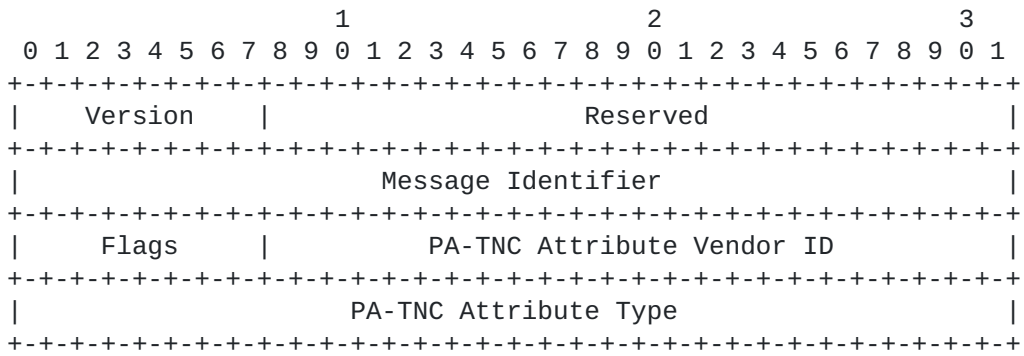 1                   2                   3
 0 1 2 3 4 5 6 7 8 9 0 1 2 3 4 5 6 7 8 9 0 1 2 3 4 5 6 7 8 9 0 1
+-+-+-+-+-+-+-+-+-+-+-+-+-+-+-+-+-+-+-+-+-+-+-+-+-+-+-+-+-+-+-+-+
|    Version    |                    Reserved                   |
+-+-+-+-+-+-+-+-+-+-+-+-+-+-+-+-+-+-+-+-+-+-+-+-+-+-+-+-+-+-+-+-+
|                       Message Identifier                      |
+-+-+-+-+-+-+-+-+-+-+-+-+-+-+-+-+-+-+-+-+-+-+-+-+-+-+-+-+-+-+-+-+
|     Flags     |          PA-TNC Attribute Vendor ID           |
+-+-+-+-+-+-+-+-+-+-+-+-+-+-+-+-+-+-+-+-+-+-+-+-+-+-+-+-+-+-+-+-+
|                     PA-TNC Attribute Type                     |
+-+-+-+-+-+-+-+-+-+-+-+-+-+-+-+-+-+-+-+-+-+-+-+-+-+-+-+-+-+-+-+-+